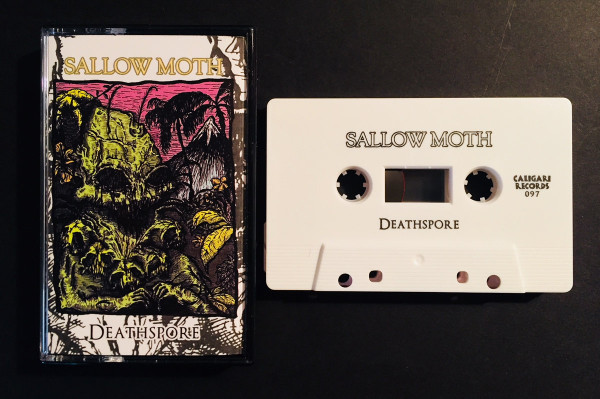 SALLOW MOTH
DEATHSPORE
SALLOW MOTH
CALIGARI
RECORDS
097
DEATHSPORE